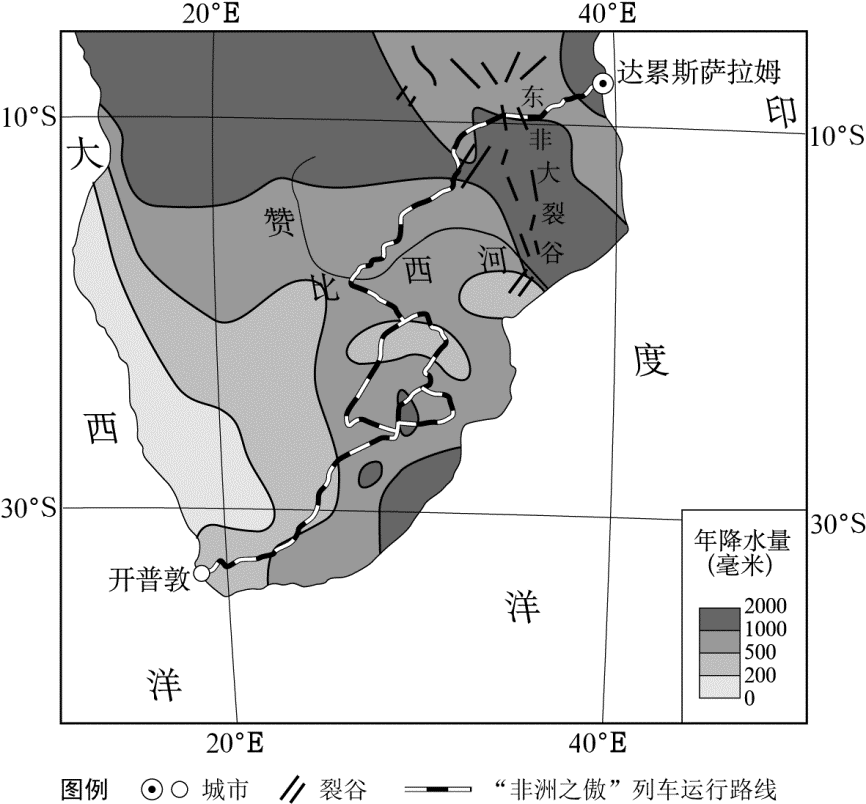 20°E 40°E
达累斯萨拉姆
10°S 10°S
印
度
洋
大
西
洋
东
非
大
裂
谷
赞
比
西
河
30°S 30°S
开普敦
年降水量
(毫米)
2000
1000
500
200
0
20°E 40°E
图例 城市 裂谷 “非洲之傲”列车运行路线